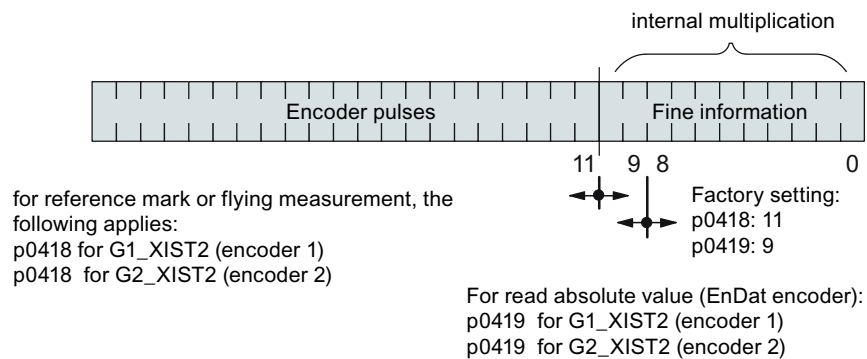 internal multiplication
Encoder pulses
Fine information
11 9 8 0
for reference mark or flying measurement, the
following applies:
p0418 for G1_XIST2 (encoder 1)
p0418 for G2_XIST2 (encoder 2)
Factory setting:
p0418: 11
p0419: 9
For read absolute value (EnDat encoder):
p0419 for G1_XIST2 (encoder 1)
p0419 for G2_XIST2 (encoder 2)